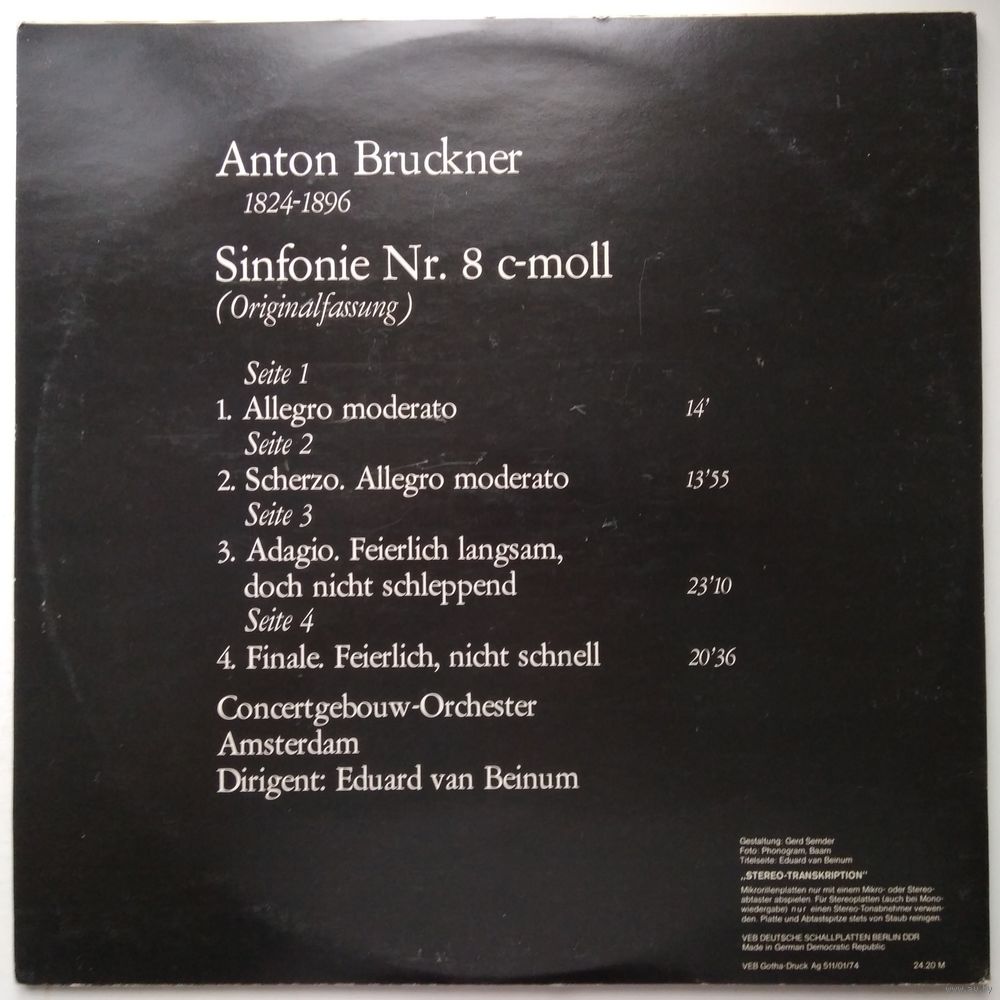 Anton Bruckner
1824-1896
Sinfonie Nr. 8 c-moll
(Originalfassung)
Seite 1
1. Allegro moderato 14'
Seite 2
2. Scherzo. Allegro moderato 13'55
Seite 3
3. Adagio. Feierlich langsam,
doch nicht schleppend 23'10
Seite 4
4. Finale. Feierlich, nicht schnell 20'36
Concertgebouw-Orchester
Amsterdam
Dirigent: Eduard van Beinum
Gestaltung: Gerd Semder
Foto: Phonogram, Baarn
Titelseite: Eduard van Beinum
„STEREO-TRANSKRIPTION"
Mikrorillenplatten nur mit einem Mikro- oder Stereo-
abtaster abspielen. Für Stereoplatten (auch bei Mono-
wiedergabe) nur einen Stereo-Tonabnehmer verwen-
den. Platte und Abtastspitze stets von Staub reinigen.
VEB DEUTSCHE SCHALLPLATTEN BERLIN DDR
Made in German Democratic Republic
VEB Gotha-Druck Ag 511/01/74 24.20 M